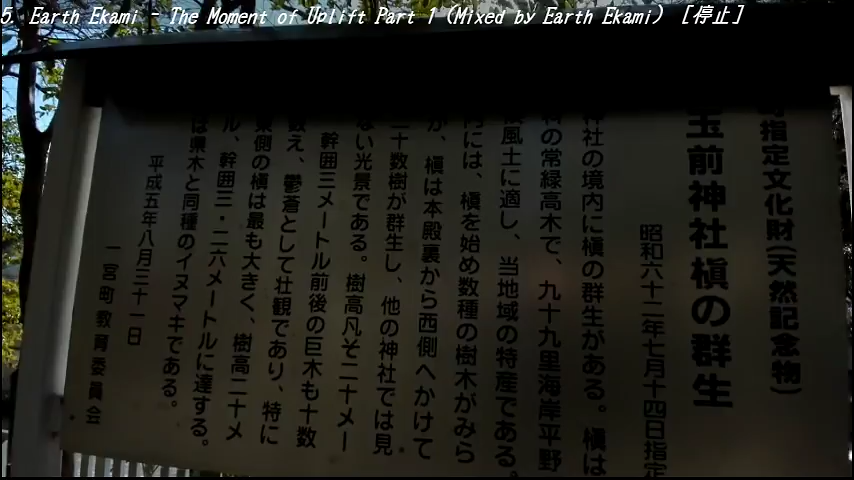 5. Earth Ekami - The Moment of Uplift Part 1 (Mixed by Earth Ekami) [停止]
指定文化財(天然記念物)
玉前神社槇の群生
昭和六十二年七月十四日指定
神社の境内に槇の群生がある。槇は
の常緑高木で、九十九里海岸平野
風土に適し、当地域の特産である。
には、槇を始め数種の樹木がみら
が、槇は本殿裏から西側へかけて
二十数樹が群生し、他の神社では見
ない光景である。樹高凡そ二十メー
幹囲三メートル前後の巨木も十数
数え、鬱蒼として壮観であり、特に
東側の槇は最も大きく、樹高二十メ
ル、幹囲三・二六メートルに達する。
は県木と同種のイヌマキである。
平成五年八月三十一日
一宮町教育委員会